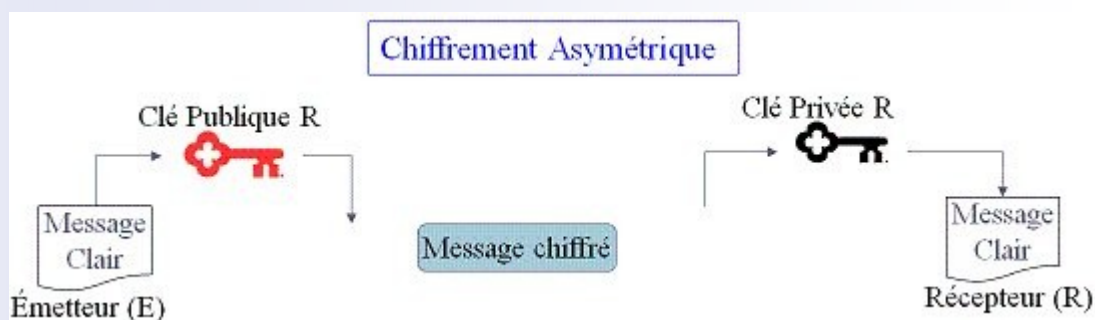 Chiffrement Asymétrique
Clé Publique R
Clé Privée R
Message
Clair
Message chiffré
Message
Clair
Émetteur (E)
Récepteur (R)